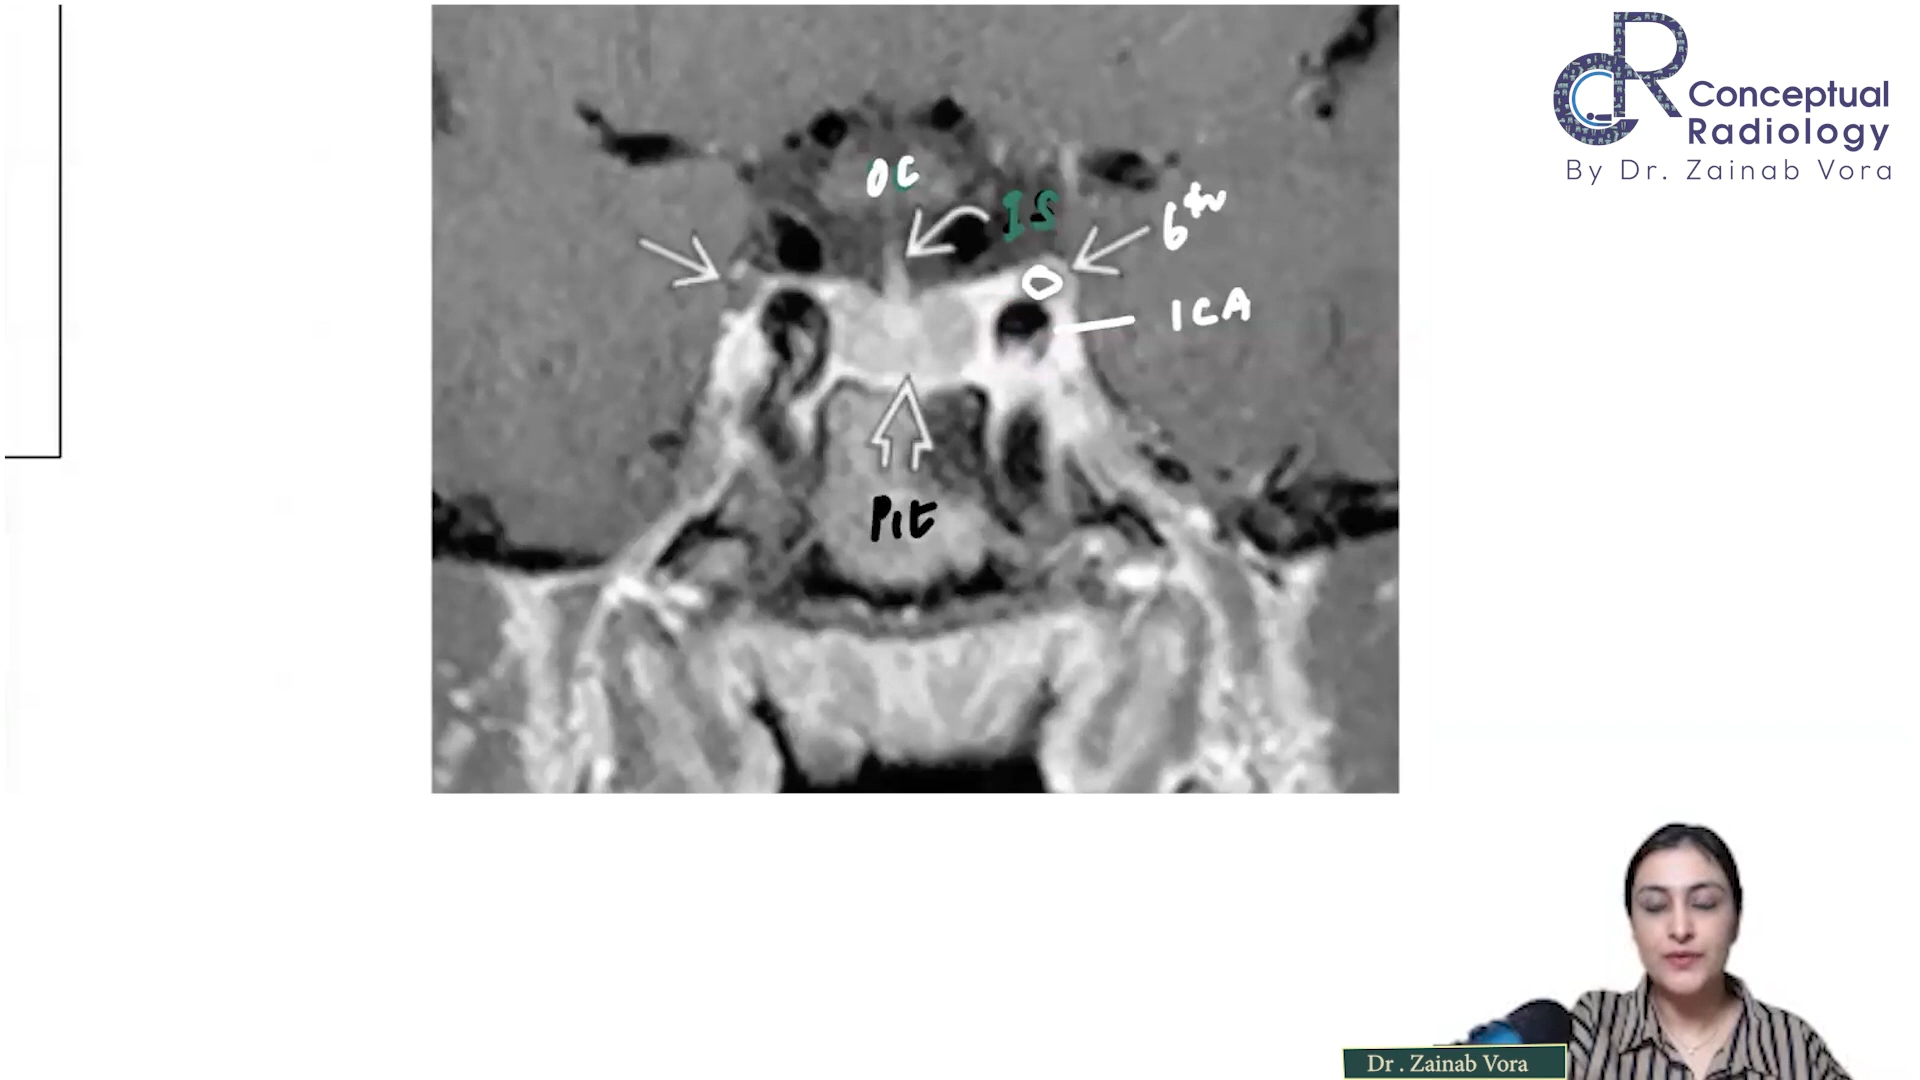 Conceptual
Radiology
By Dr. Zainab Vora
OC
IS
6th
ICA
Pit
Dr . Zainab Vora